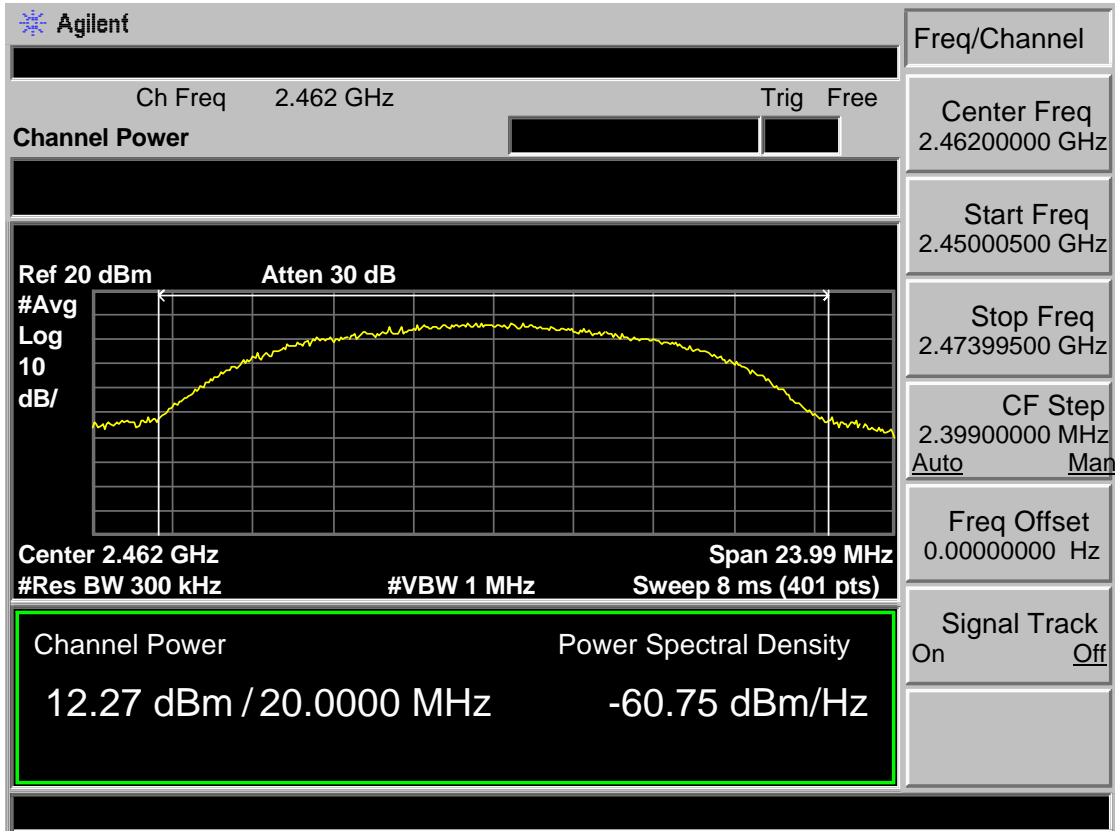 Agilent
Freq/Channel
Ch Freq 2.462 GHz Trig Free
Channel Power
Center Freq
2.46200000 GHz
Start Freq
2.45000500 GHz
Ref 20 dBm Atten 30 dB
#Avg
Log
10
dB/
Stop Freq
2.47399500 GHz
CF Step
2.39900000 MHz
Auto Man
Freq Offset
0.00000000 Hz
Center 2.462 GHz Span 23.99 MHz
#Res BW 300 kHz #VBW 1 MHz Sweep 8 ms (401 pts)
Signal Track
On Off
Channel Power Power Spectral Density
12.27 dBm / 20.0000 MHz -60.75 dBm/Hz